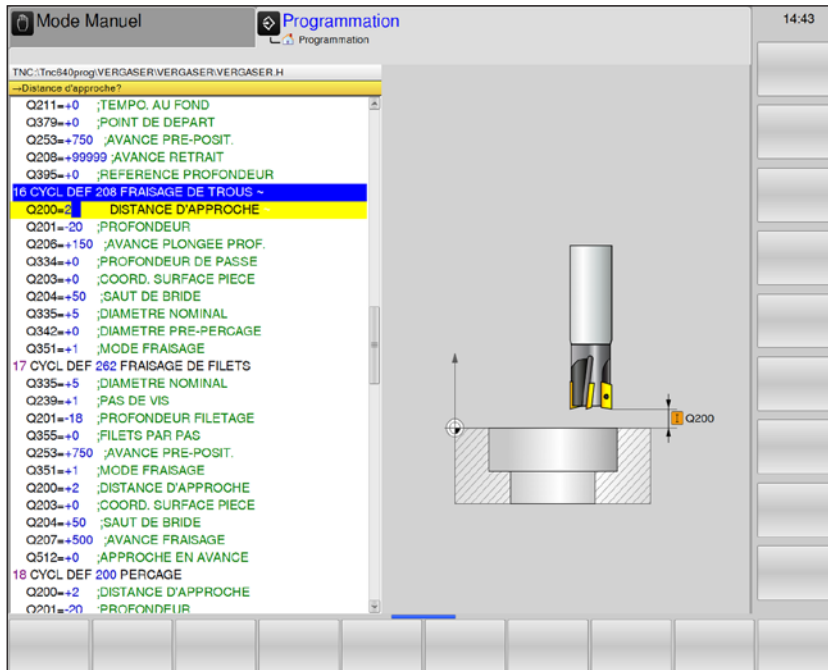 Mode Manuel
Programmation
Programmation
14:43
TNC:\Tnc640prog\VERGASER\VERGASER\VERGASER.H
→Distance d'approche?
Q211=+0 ;TEMPO. AU FOND
Q379=+0 ;POINT DE DEPART
Q253=+750 ;AVANCE PRE-POSIT.
Q208=+99999 ;AVANCE RETRAIT
Q395=+0 ;REFERENCE PROFONDEUR
16 CYCL DEF 208 FRAISAGE DE TROUS ~
Q200=2 DISTANCE D'APPROCHE ~
Q201=-20 ;PROFONDEUR
Q206=+150 ;AVANCE PLONGEE PROF.
Q334=+0 ;PROFONDEUR DE PASSE
Q203=+0 ;COORD. SURFACE PIECE
Q204=+50 ;SAUT DE BRIDE
Q335=+5 ;DIAMETRE NOMINAL
Q342=+0 ;DIAMETRE PRE-PERCAGE
Q351=+1 ;MODE FRAISAGE
17 CYCL DEF 262 FRAISAGE DE FILETS
Q335=+5 ;DIAMETRE NOMINAL
Q239=+1 ;PAS DE VIS
Q201=-18 ;PROFONDEUR FILETAGE
Q355=+0 ;FILETS PAR PAS
Q253=+750 ;AVANCE PRE-POSIT.
Q351=+1 ;MODE FRAISAGE
Q200=+2 ;DISTANCE D'APPROCHE
Q203=+0 ;COORD. SURFACE PIECE
Q204=+50 ;SAUT DE BRIDE
Q207=+500 ;AVANCE FRAISAGE
Q512=+0 ;APPROCHE EN AVANCE
18 CYCL DEF 200 PERCAGE
Q200=+2 ;DISTANCE D'APPROCHE
Q201=-20 ;PROFONDEUR
Q200